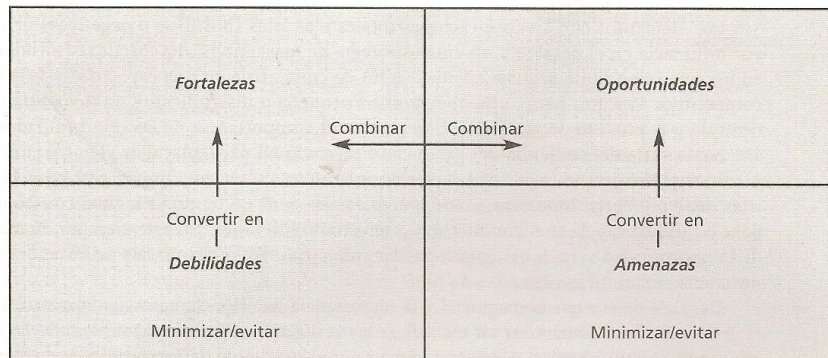 Fortalezas
Oportunidades
Combinar
Combinar
Convertir en
Convertir en
Debilidades
Amenazas
Minimizar/evitar
Minimizar/evitar